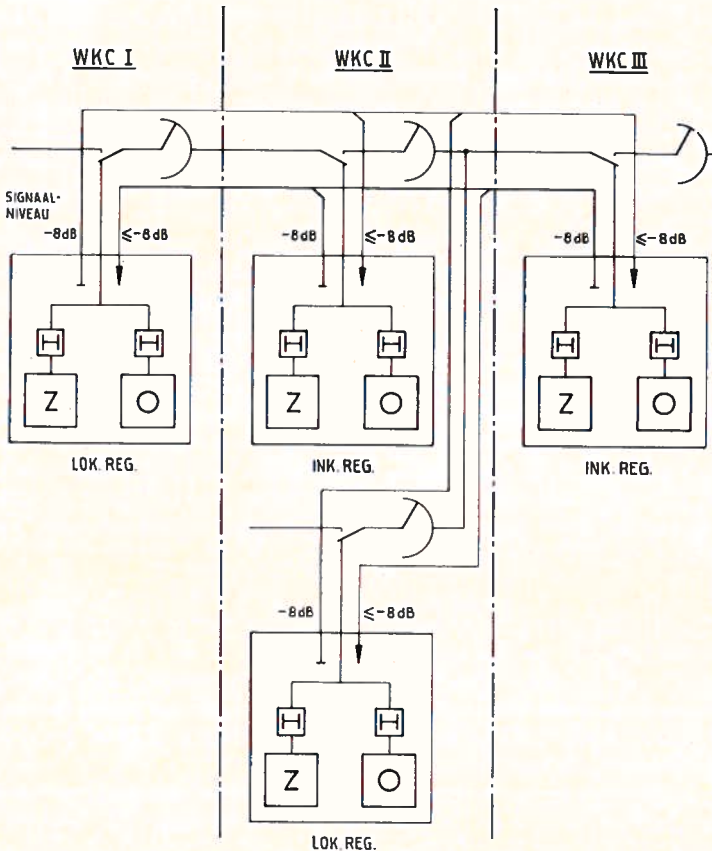 WKC I
WKC II
WKC III
SIGNAAL-
NIVEAU
-8dB
≤-8dB
-8dB
≤-8dB
-8dB
≤-8dB
Z
O
Z
O
Z
O
LOK. REG.
INK. REG.
INK. REG.
-8dB
≤-8dB
Z
O
LOK. REG.